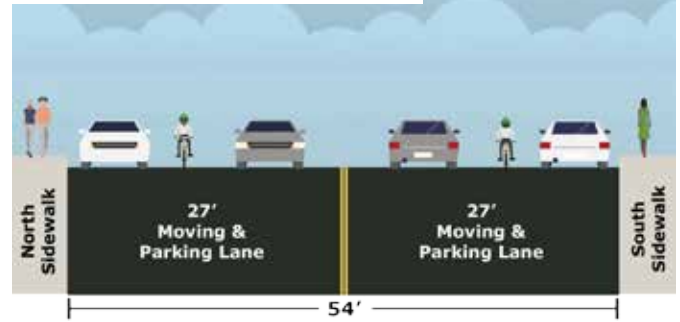 North
Sidewalk
27'
Moving &
Parking Lane
27'
Moving &
Parking Lane
South
Sidewalk
54'